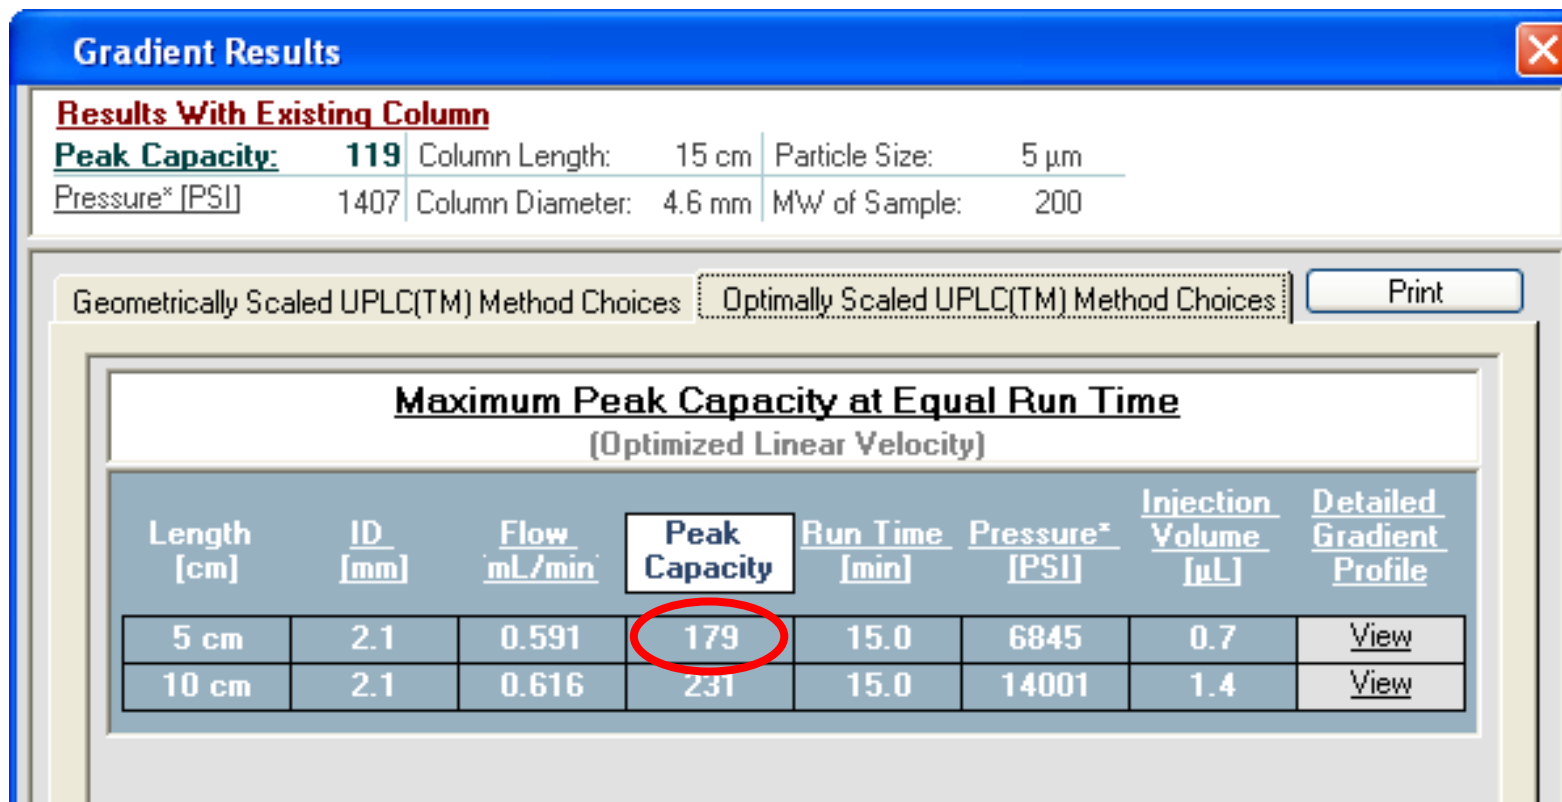 Gradient Results
Results With Existing Column
Peak Capacity: 119 Column Length: 15 cm Particle Size: 5 µm
Pressure* [PSI] 1407 Column Diameter: 4.6 mm MW of Sample: 200
Geometrically Scaled UPLC(TM) Method Choices Optimally Scaled UPLC(TM) Method Choices Print
Maximum Peak Capacity at Equal Run Time
(Optimized Linear Velocity)
Length [cm] ID [mm] Flow mL/min Peak Capacity Run Time [min] Pressure* [PSI] Injection Volume [µL] Detailed Gradient Profile
5 cm 2.1 0.591 179 15.0 6845 0.7 View
10 cm 2.1 0.616 231 15.0 14001 1.4 View